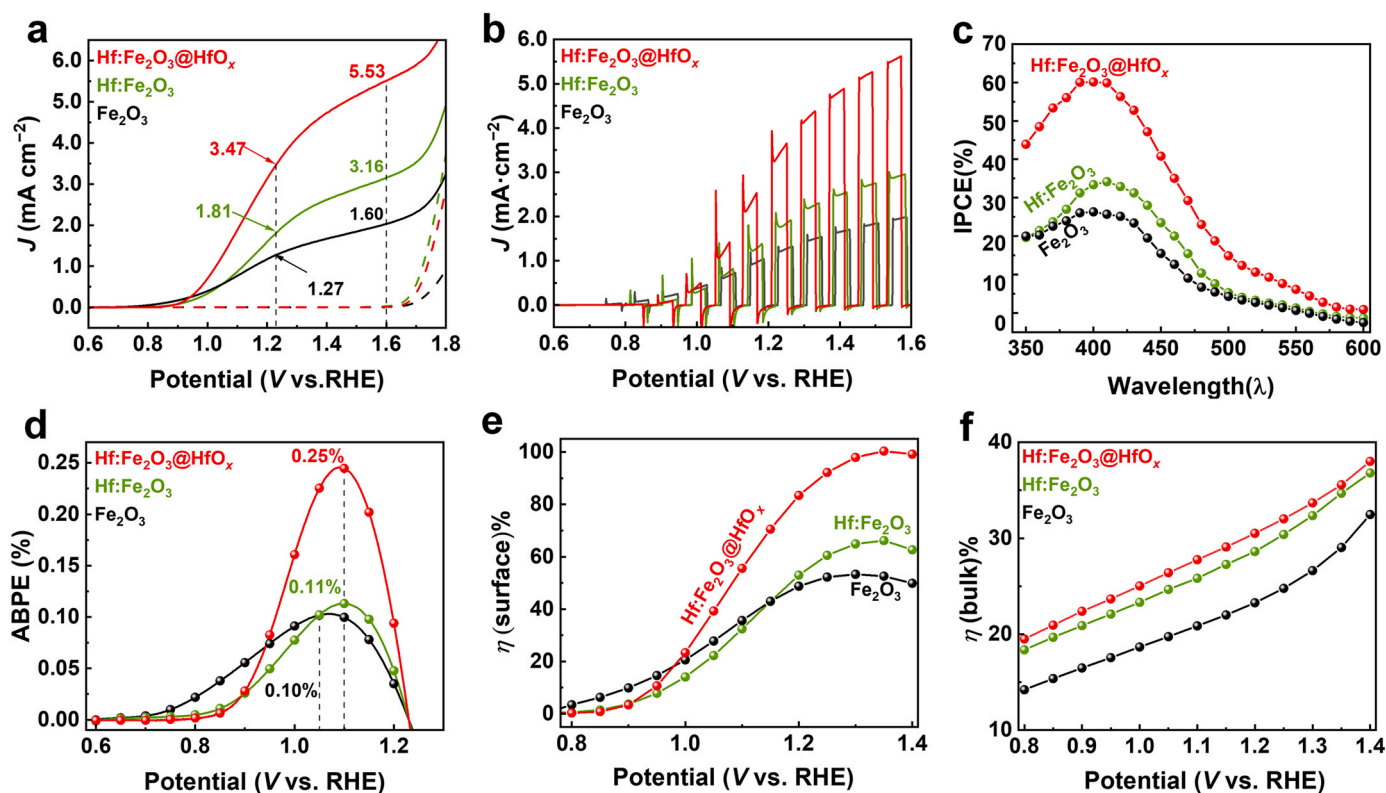 a
Hf:Fe₂O₃@HfOₓ
Hf:Fe₂O₃
Fe₂O₃
5.53
3.47
3.16
1.81
1.60
1.27
6.0
5.0
4.0
3.0
2.0
1.0
0.0
0.6 0.8 1.0 1.2 1.4 1.6 1.8
J (mA cm⁻²)
Potential (V vs.RHE)
b
Hf:Fe₂O₃@HfOₓ
Hf:Fe₂O₃
Fe₂O₃
6.0
5.0
4.0
3.0
2.0
1.0
0.0
0.6 0.8 1.0 1.2 1.4 1.6
J (mA·cm⁻²)
Potential (V vs. RHE)
c
Hf:Fe₂O₃@HfOₓ
Hf:Fe₂O₃
Fe₂O₃
70
60
50
40
30
20
10
0
350 400 450 500 550 600
IPCE(%)
Wavelength(λ)
d
Hf:Fe₂O₃@HfOₓ
Hf:Fe₂O₃
Fe₂O₃
0.25%
0.11%
0.10%
0.25
0.20
0.15
0.10
0.05
0.00
0.6 0.8 1.0 1.2
ABPE (%)
Potential (V vs. RHE)
e
Hf:Fe₂O₃@HfOₓ
Hf:Fe₂O₃
Fe₂O₃
100
80
60
40
20
0
0.8 1.0 1.2 1.4
η (surface)%
Potential (V vs. RHE)
f
Hf:Fe₂O₃@HfOₓ
Hf:Fe₂O₃
Fe₂O₃
40
30
20
10
0.8 0.9 1.0 1.1 1.2 1.3 1.4
η (bulk)%
Potential (V vs. RHE)